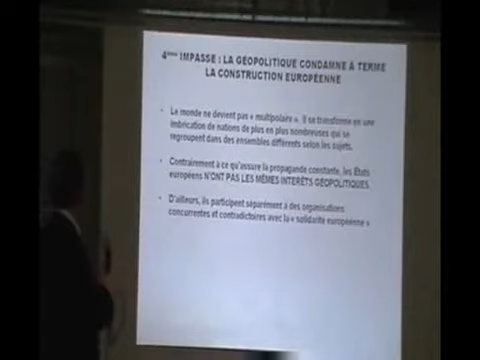 4ème IMPASSE : LA GÉOPOLITIQUE CONDAMNE À TERME
LA CONSTRUCTION EUROPÉENNE
• Le monde ne devient pas « multipolaire ». Il se transforme en une
imbrication de nations de plus en plus nombreuses qui se
regroupent dans des ensembles différents selon les sujets.
• Contrairement à ce qu'assure la propagande constante, les États
européens N'ONT PAS LES MÊMES INTÉRÊTS GÉOPOLITIQUES.
• D'ailleurs, ils participent séparément à des organisations
concurrentes et contradictoires avec la « solidarité européenne »